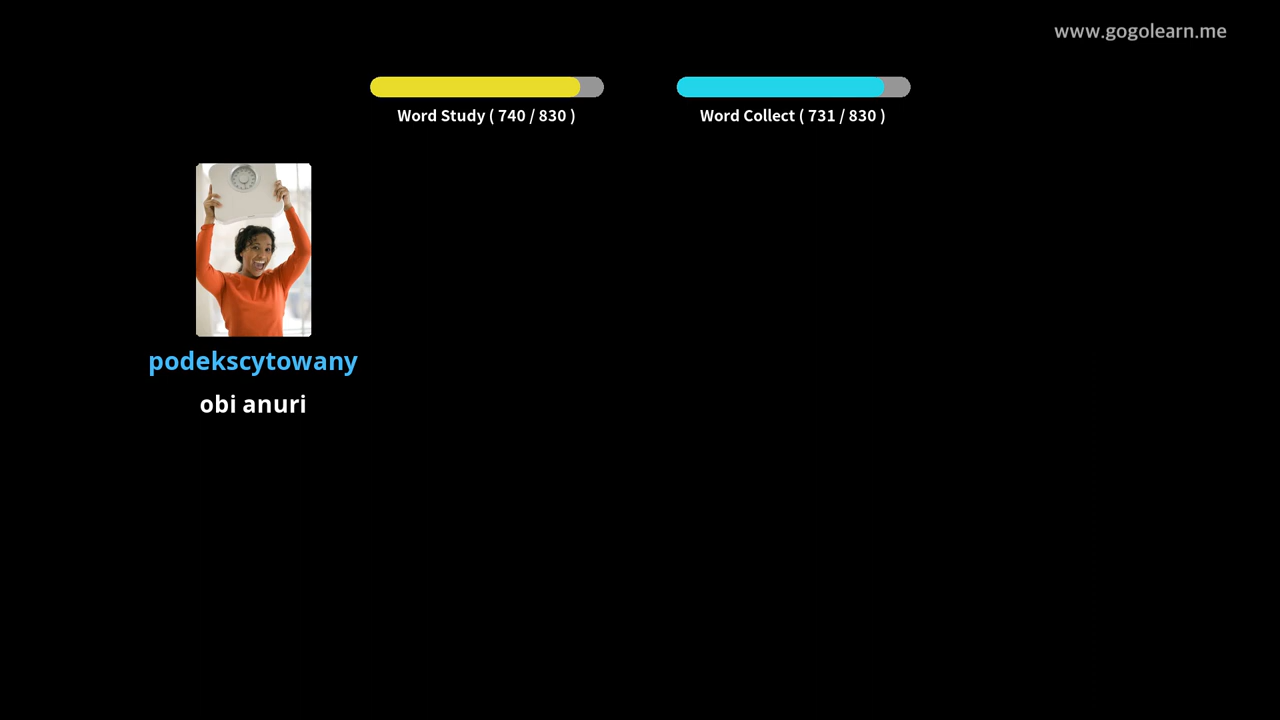 www.gogolearn.me
Word Study ( 740 / 830 )
Word Collect ( 731 / 830 )
podekscytowany
obi anuri